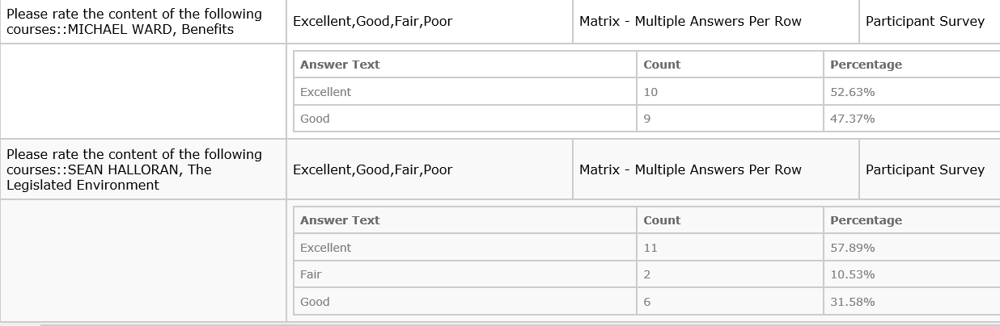 Please rate the content of the following
courses::MICHAEL WARD, Benefits
Excellent,Good,Fair,Poor
Matrix - Multiple Answers Per Row
Participant Survey
Answer Text Count Percentage
Excellent 10 52.63%
Good 9 47.37%
Please rate the content of the following
courses::SEAN HALLORAN, The
Legislated Environment
Excellent,Good,Fair,Poor
Matrix - Multiple Answers Per Row
Participant Survey
Answer Text Count Percentage
Excellent 11 57.89%
Fair 2 10.53%
Good 6 31.58%